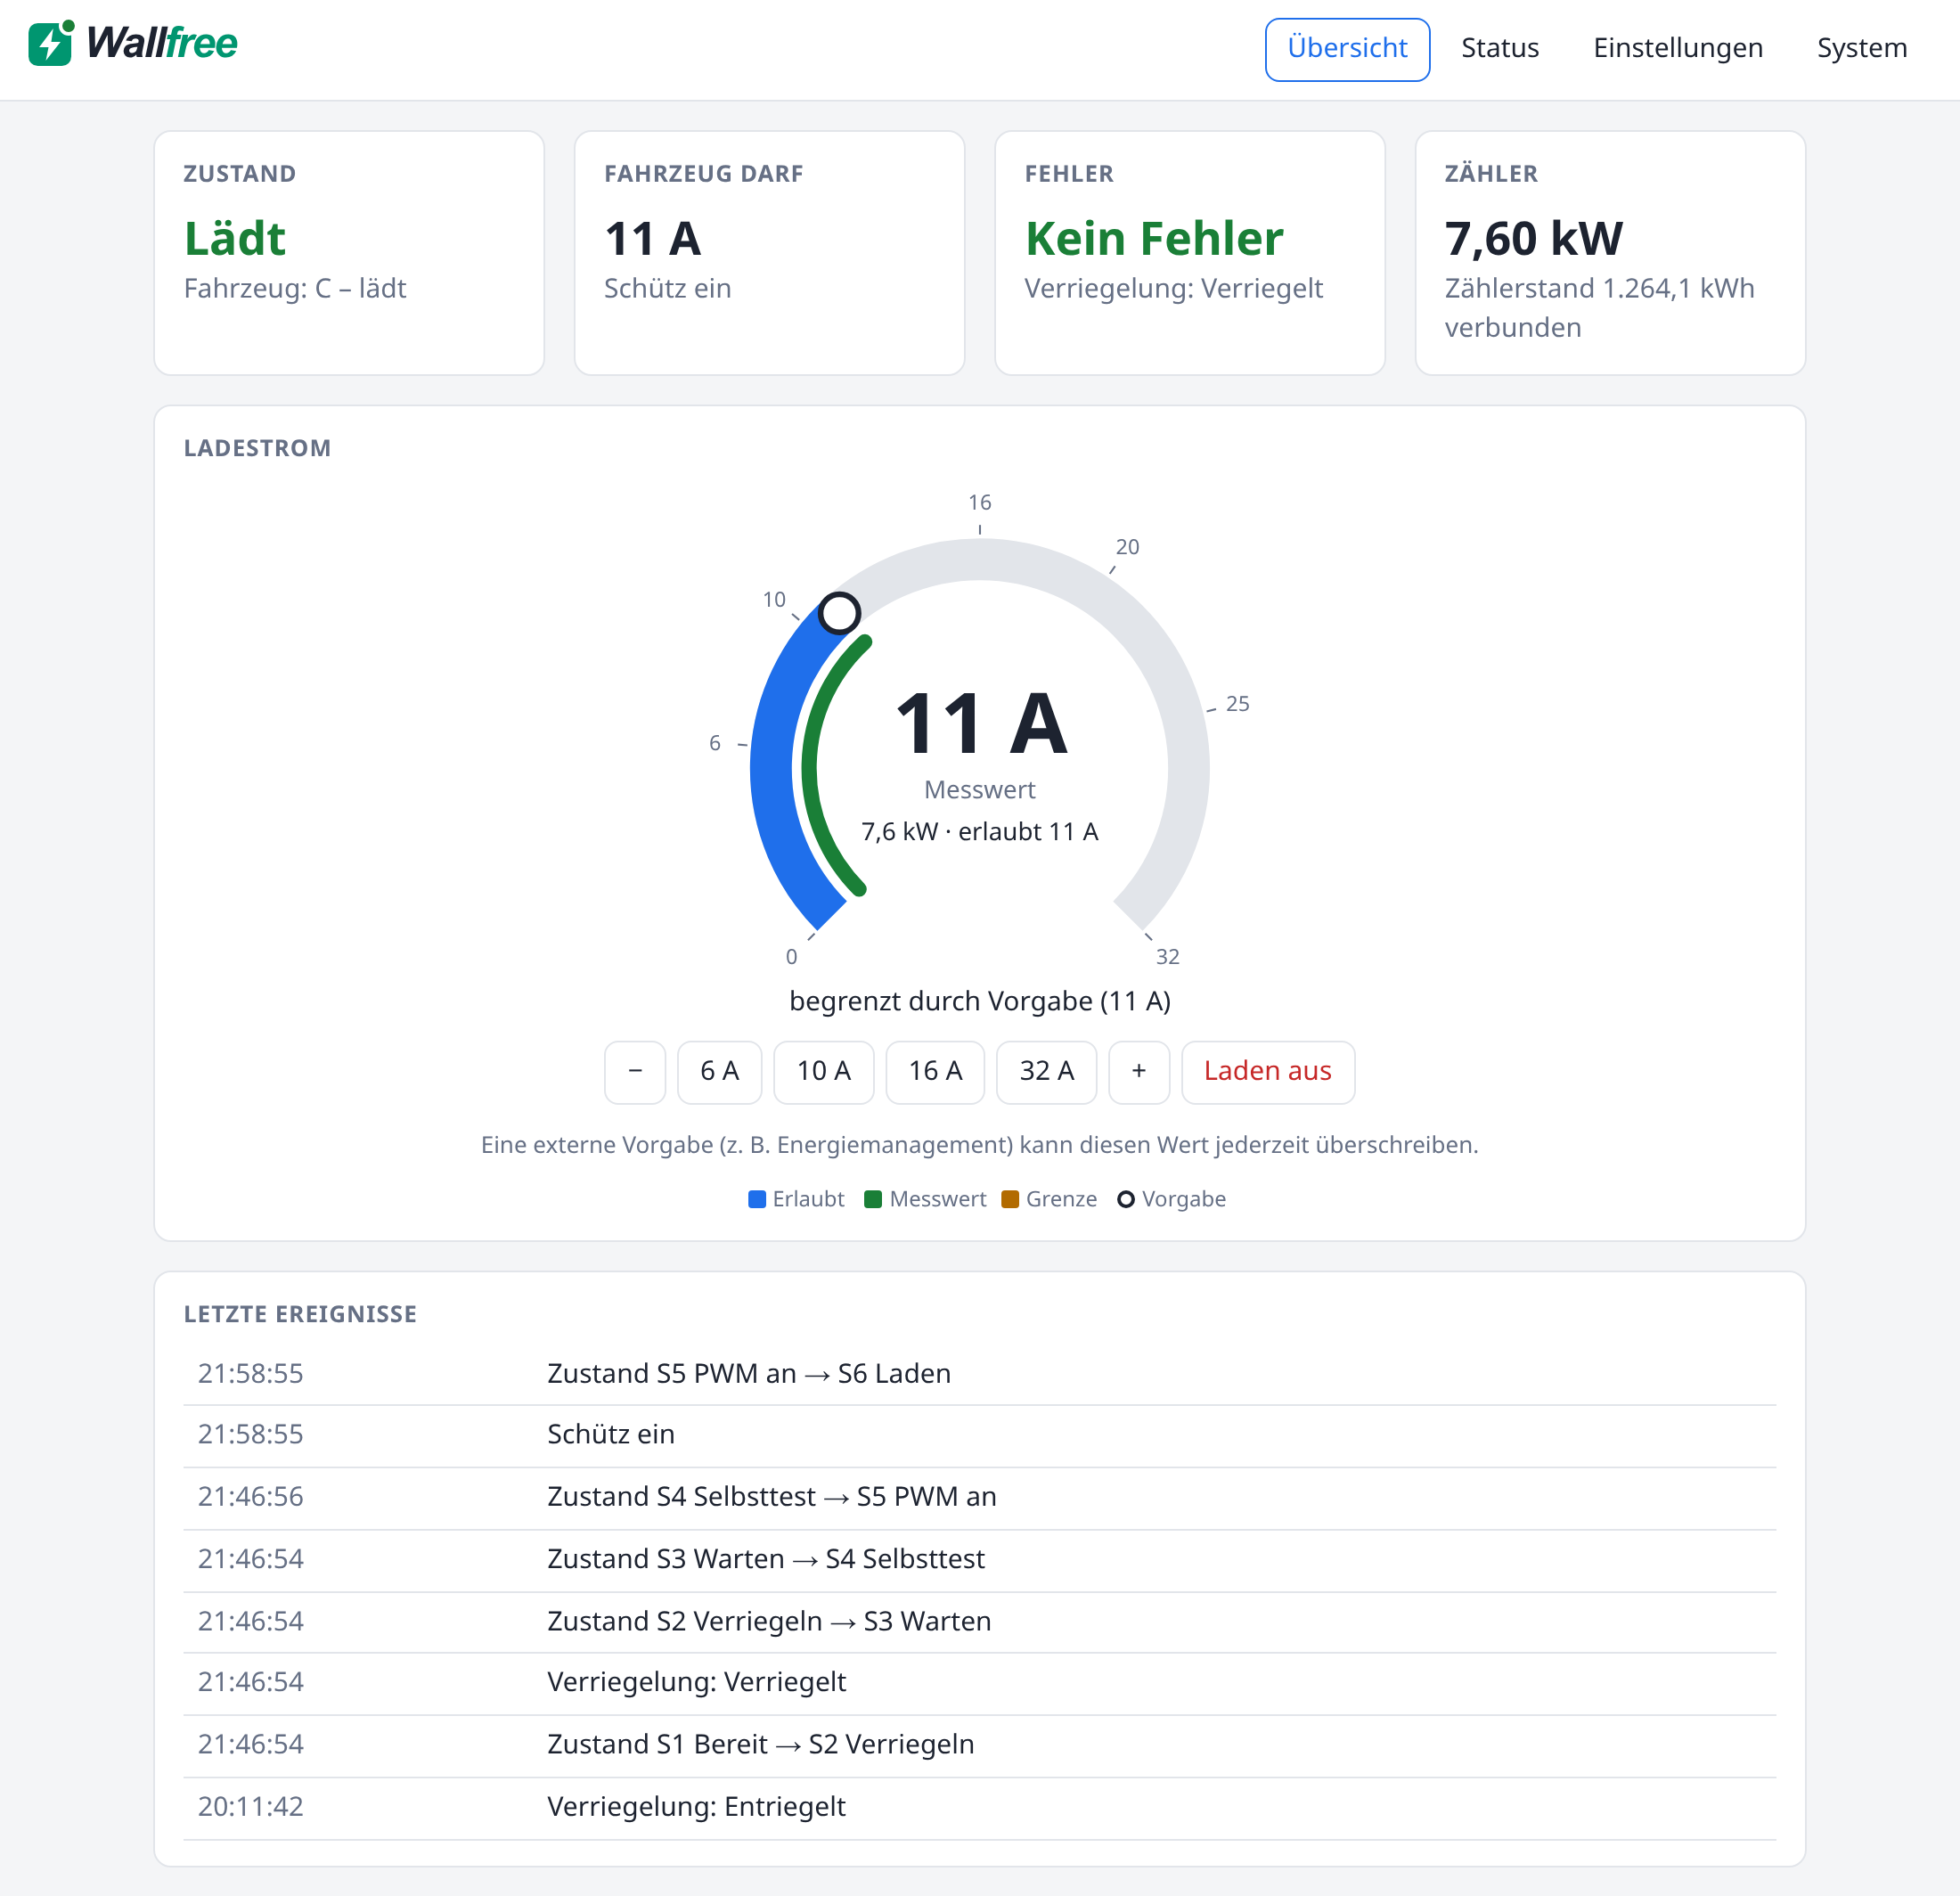 Wallfree
Übersicht Status Einstellungen System
ZUSTAND
Lädt
Fahrzeug: C – lädt
FAHRZEUG DARF
11 A
Schütz ein
FEHLER
Kein Fehler
Verriegelung: Verriegelt
ZÄHLER
7,60 kW
Zählerstand 1.264,1 kWh
verbunden
LADESTROM
16
20
10
25
6
11 A
Messwert
7,6 kW · erlaubt 11 A
0
32
begrenzt durch Vorgabe (11 A)
− 6 A 10 A 16 A 32 A + Laden aus
Eine externe Vorgabe (z. B. Energiemanagement) kann diesen Wert jederzeit überschreiben.
Erlaubt Messwert Grenze Vorgabe
LETZTE EREIGNISSE
21:58:55 Zustand S5 PWM an → S6 Laden
21:58:55 Schütz ein
21:46:56 Zustand S4 Selbsttest → S5 PWM an
21:46:54 Zustand S3 Warten → S4 Selbsttest
21:46:54 Zustand S2 Verriegeln → S3 Warten
21:46:54 Verriegelung: Verriegelt
21:46:54 Zustand S1 Bereit → S2 Verriegeln
20:11:42 Verriegelung: Entriegelt